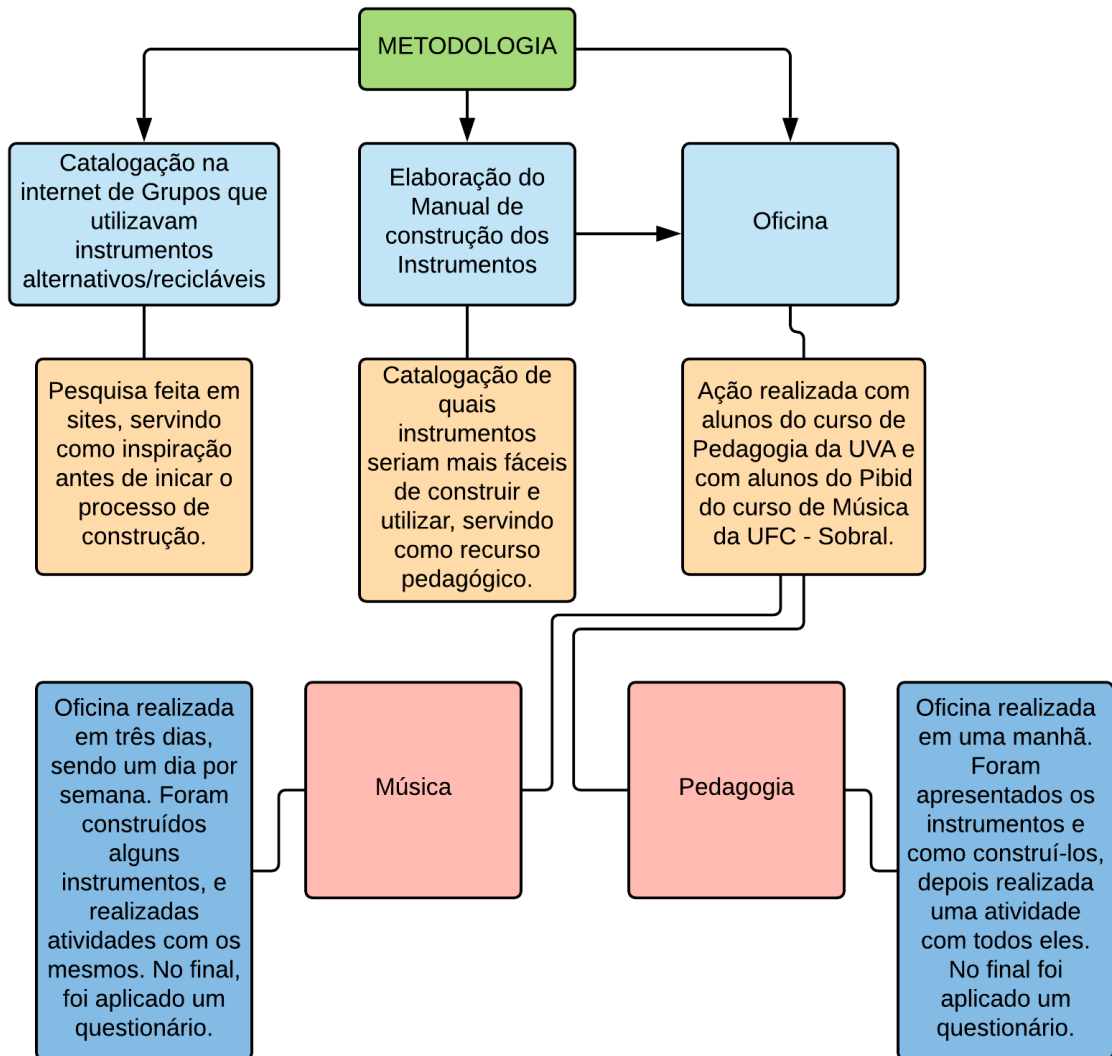 METODOLOGIA
Catalogação na
internet de Grupos que
utilizavam
instrumentos
alternativos/recicláveis
Elaboração do
Manual de
construção dos
Instrumentos
Oficina
Pesquisa feita em
sites, servindo
como inspiração
antes de inicar o
processo de
construção.
Catalogação de
quais
instrumentos
seriam mais fáceis
de construir e
utilizar, servindo
como recurso
pedagógico.
Ação realizada com
alunos do curso de
Pedagogia da UVA e
com alunos do Pibid
do curso de Música
da UFC - Sobral.
Oficina realizada
em três dias,
sendo um dia por
semana. Foram
construídos
alguns
instrumentos, e
realizadas
atividades com os
mesmos. No final,
foi aplicado um
questionário.
Música
Pedagogia
Oficina realizada
em uma manhã.
Foram
apresentados os
instrumentos e
como construí-los,
depois realizada
uma atividade
com todos eles.
No final foi
aplicado um
questionário.